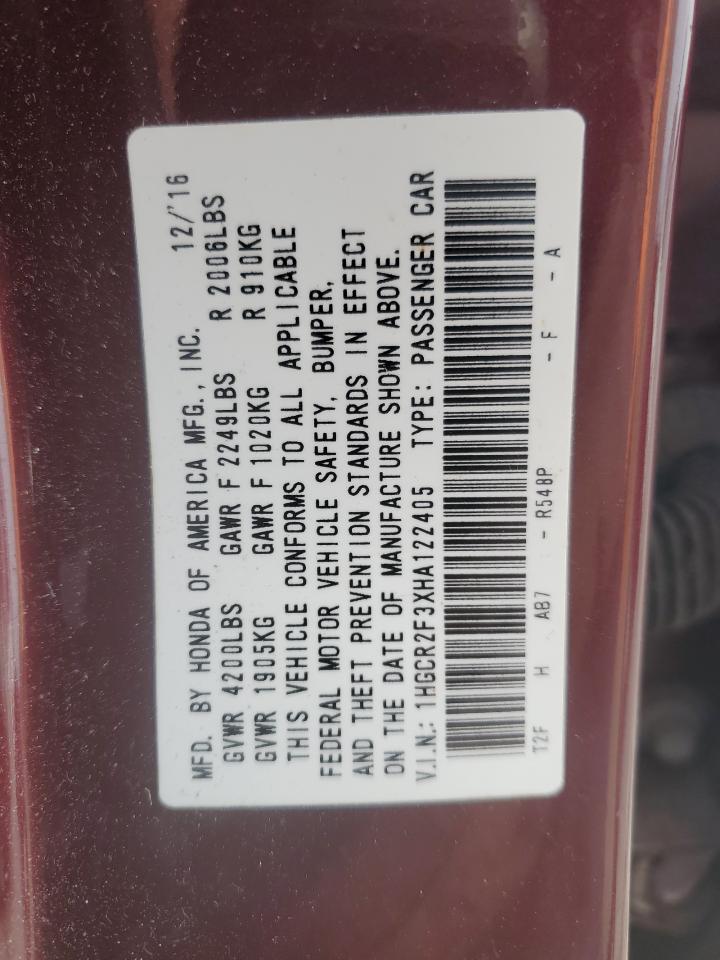 MFD. BY HONDA OF AMERICA MFG., INC. 12/'16
GVWR 4200LBS GAWR F 2249LBS R 2006LBS
GVWR 1905KG GAWR F 1020KG R 910KG
THIS VEHICLE CONFORMS TO ALL APPLICABLE
FEDERAL MOTOR VEHICLE SAFETY, BUMPER,
AND THEFT PREVENTION STANDARDS IN EFFECT
ON THE DATE OF MANUFACTURE SHOWN ABOVE.
V.I.N.: 1HGCR2F3XHA122405 TYPE: PASSENGER CAR
T2F H AB7 - R548P - F - A